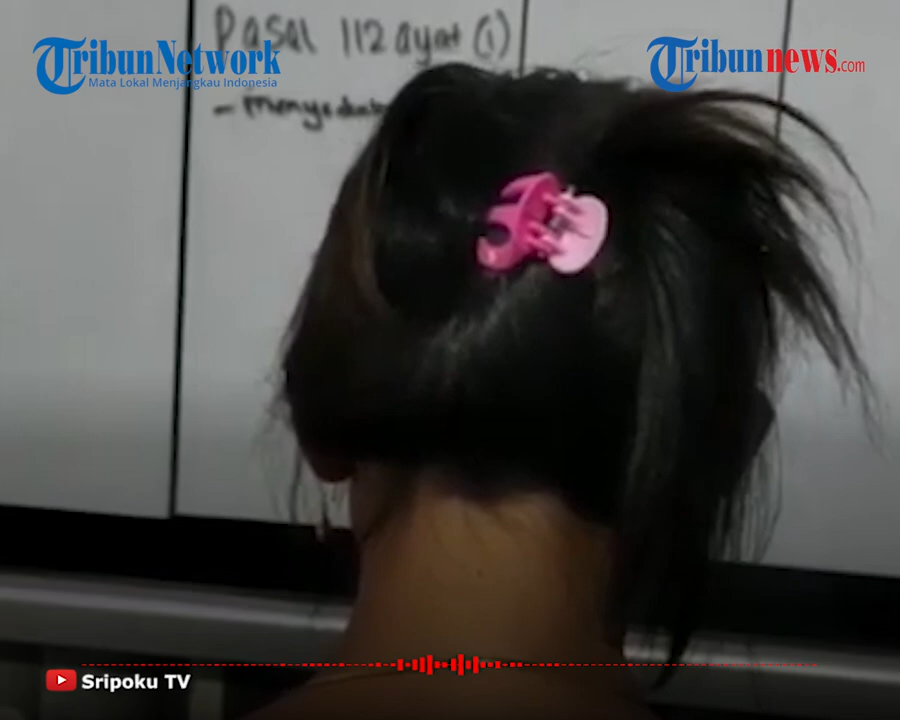 Pasal 112 ayat (1)
TribunNetwork
Mata Lokal Menjangkau Indonesia
Tribunnews.com
Sripoku TV